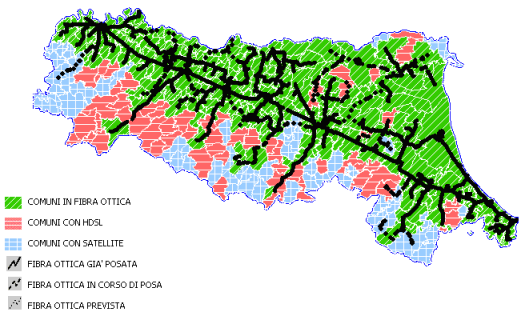 COMUNI IN FIBRA OTTICA
COMUNI CON HDSL
COMUNI CON SATELLITE
FIBRA OTTICA GIA' POSATA
FIBRA OTTICA IN CORSO DI POSA
FIBRA OTTICA PREVISTA